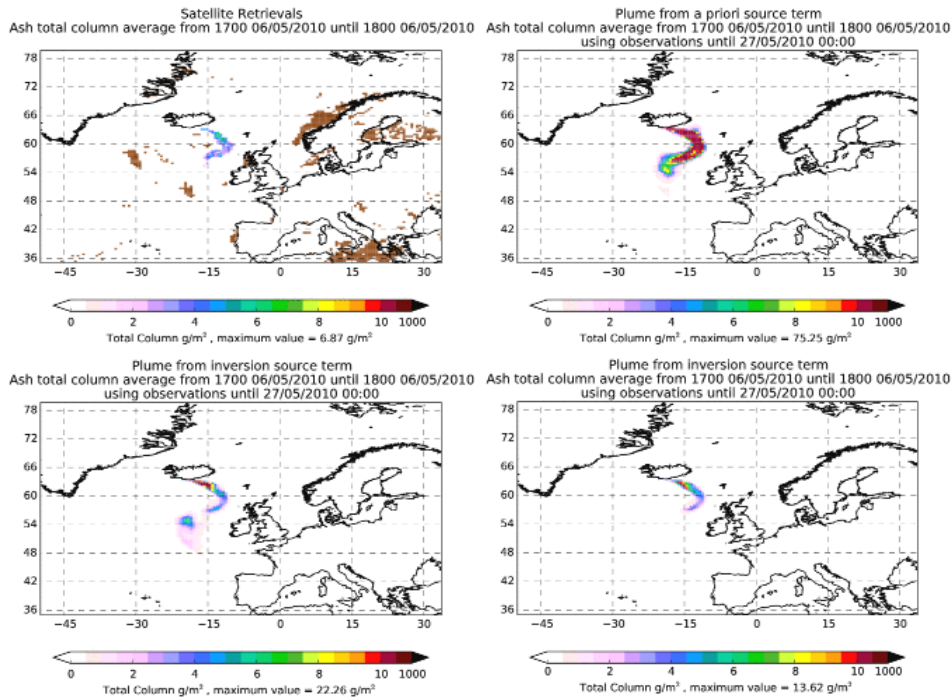 Satellite Retrievals
Ash total column average from 1700 06/05/2010 until 1800 06/05/2010
78
72
66
60
54
48
42
36
−45 −30 −15 0 15 30
0 2 4 6 8 10 1000
Total Column g/m² , maximum value = 6.87 g/m²
Plume from a priori source term
Ash total column average from 1700 06/05/2010 until 1800 06/05/2010
using observations until 27/05/2010 00:00
78
72
66
60
54
48
42
36
−45 −30 −15 0 15 30
0 2 4 6 8 10 1000
Total Column g/m² , maximum value = 75.25 g/m²
Plume from inversion source term
Ash total column average from 1700 06/05/2010 until 1800 06/05/2010
using observations until 27/05/2010 00:00
78
72
66
60
54
48
42
36
−45 −30 −15 0 15 30
0 2 4 6 8 10 1000
Total Column g/m² , maximum value = 22.26 g/m²
Plume from inversion source term
Ash total column average from 1700 06/05/2010 until 1800 06/05/2010
using observations until 27/05/2010 00:00
78
72
66
60
54
48
42
36
−45 −30 −15 0 15 30
0 2 4 6 8 10 1000
Total Column g/m² , maximum value = 13.62 g/m²